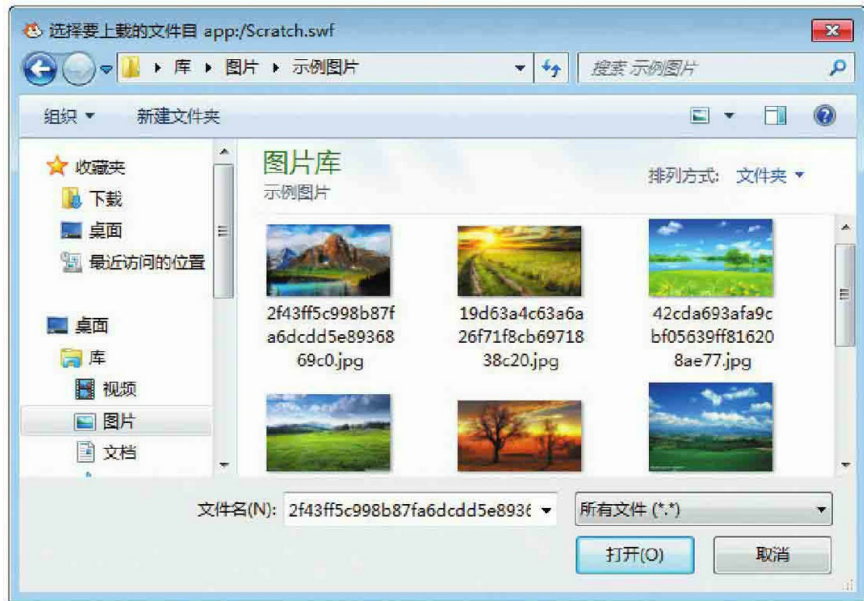 选择要上载的文件目 app:/Scratch.swf
库 图片 示例图片
搜索 示例图片
组织 新建文件夹
收藏夹
下载
桌面
最近访问的位置
桌面
库
视频
图片
文档
图片库
示例图片
排列方式: 文件夹
2f43ff5c998b87f
a6dcdd5e89368
69c0.jpg
19d63a4c63a6a
26f71f8cb69718
38c20.jpg
42cda693afa9c
bf05639ff81620
8ae77.jpg
文件名(N): 2f43ff5c998b87fa6dcdd5e8936
所有文件 (*.*)
打开(O) 取消